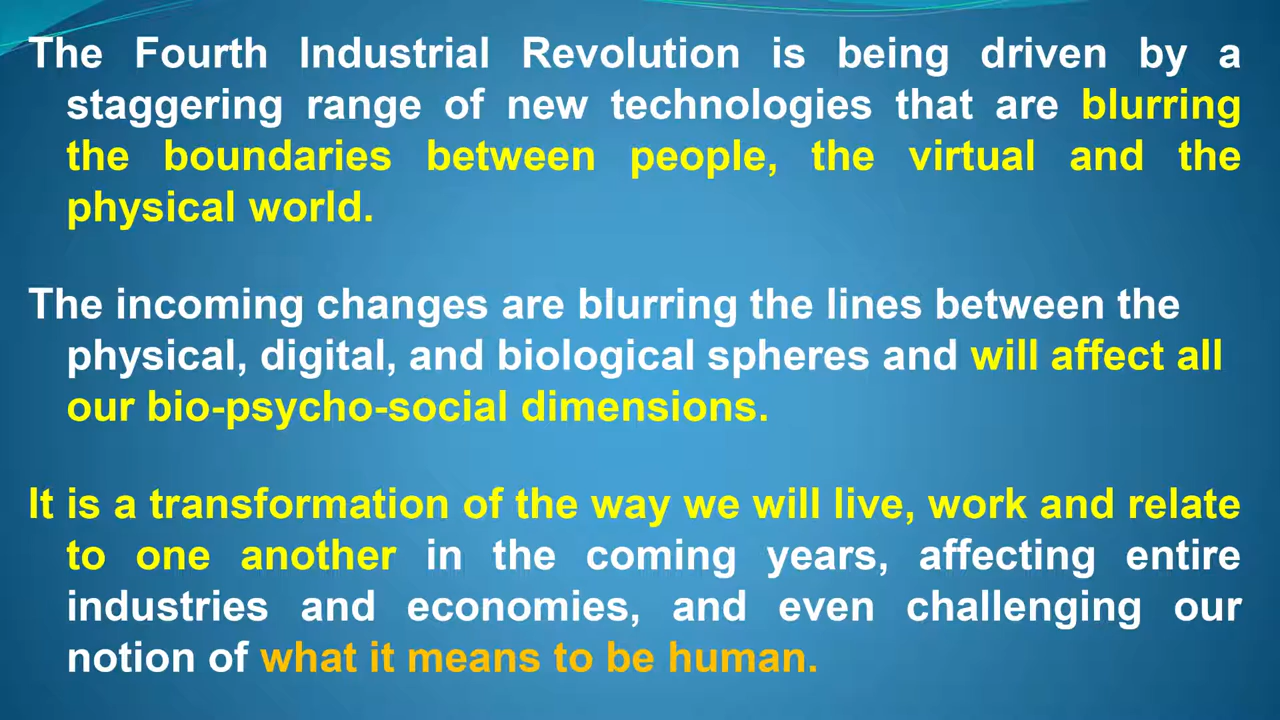 The Fourth Industrial Revolution is being driven by a
staggering range of new technologies that are blurring
the boundaries between people, the virtual and the
physical world.
The incoming changes are blurring the lines between the
physical, digital, and biological spheres and will affect all
our bio-psycho-social dimensions.
It is a transformation of the way we will live, work and relate
to one another in the coming years, affecting entire
industries and economies, and even challenging our
notion of what it means to be human.